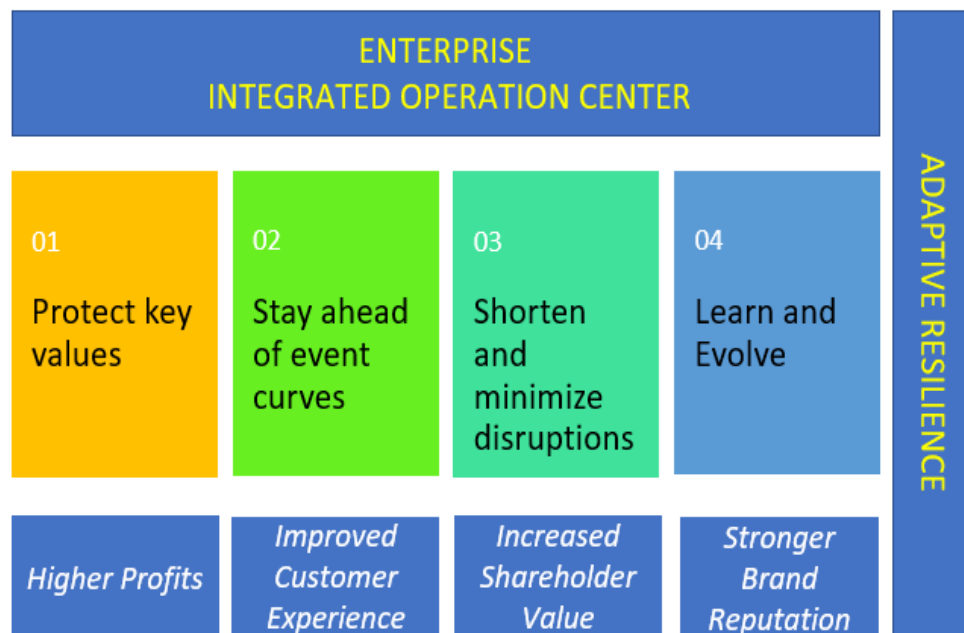 ENTERPRISE
INTEGRATED OPERATION CENTER
ADAPTIVE RESILIENCE
01
Protect key
values
02
Stay ahead
of event
curves
03
Shorten
and
minimize
disruptions
04
Learn and
Evolve
Higher Profits
Improved
Customer
Experience
Increased
Shareholder
Value
Stronger
Brand
Reputation